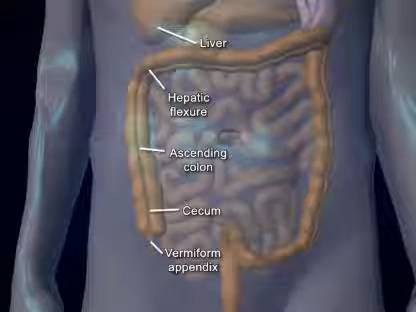 Liver
Hepatic
flexure
Ascending
colon
Cecum
Vermiform
appendix